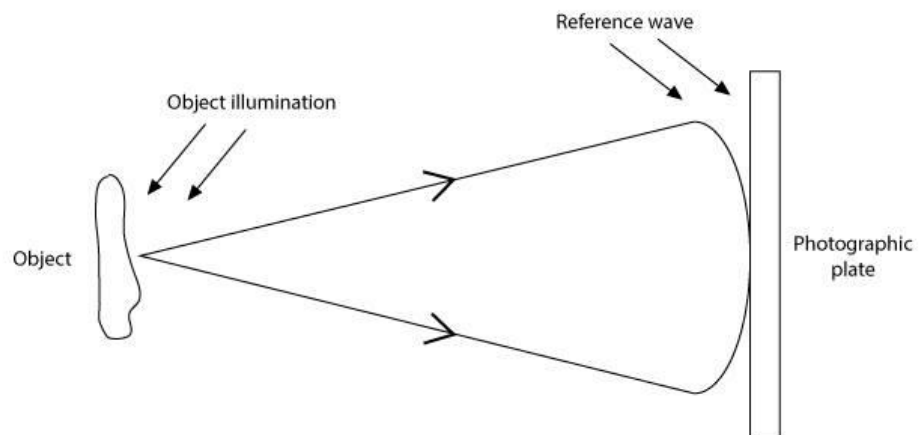 Reference wave
Object illumination
Object
Photographic
plate